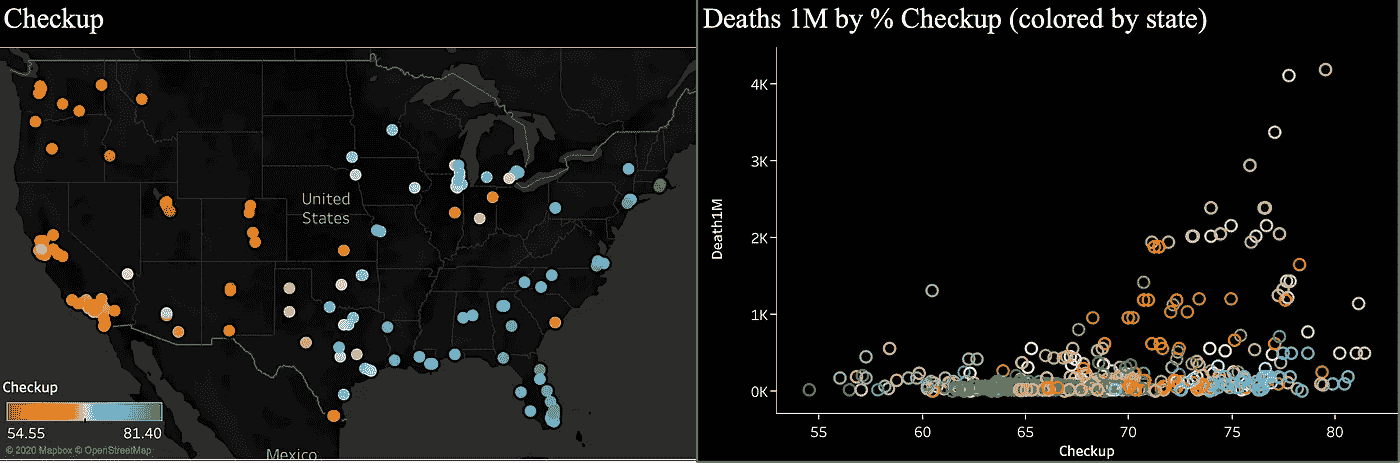 Checkup
United
States
Checkup
54.55 81.40
© 2020 Mapbox © OpenStreetMap
Mexico
Deaths 1M by % Checkup (colored by state)
4K
3K
2K
1K
0K
Death1M
55 60 65 70 75 80
Checkup